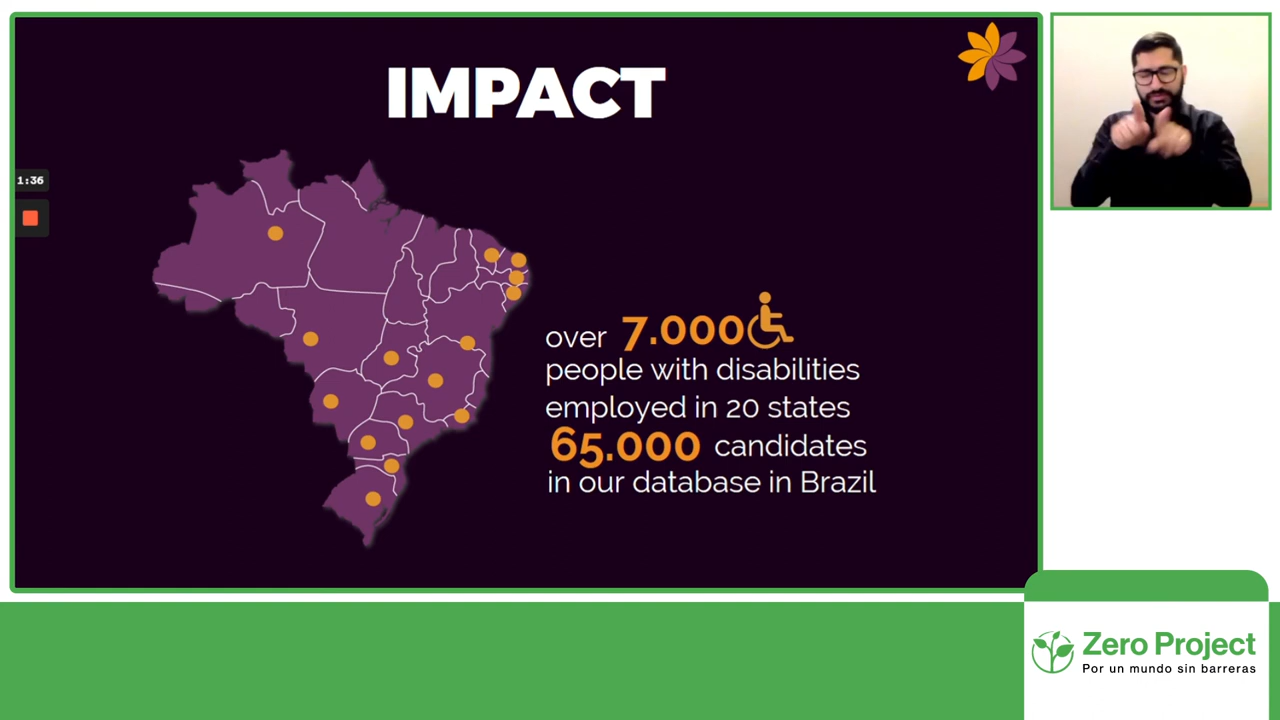 IMPACT
1:36
over 7.000
people with disabilities
employed in 20 states
65.000 candidates
in our database in Brazil
Zero Project
Por un mundo sin barreras